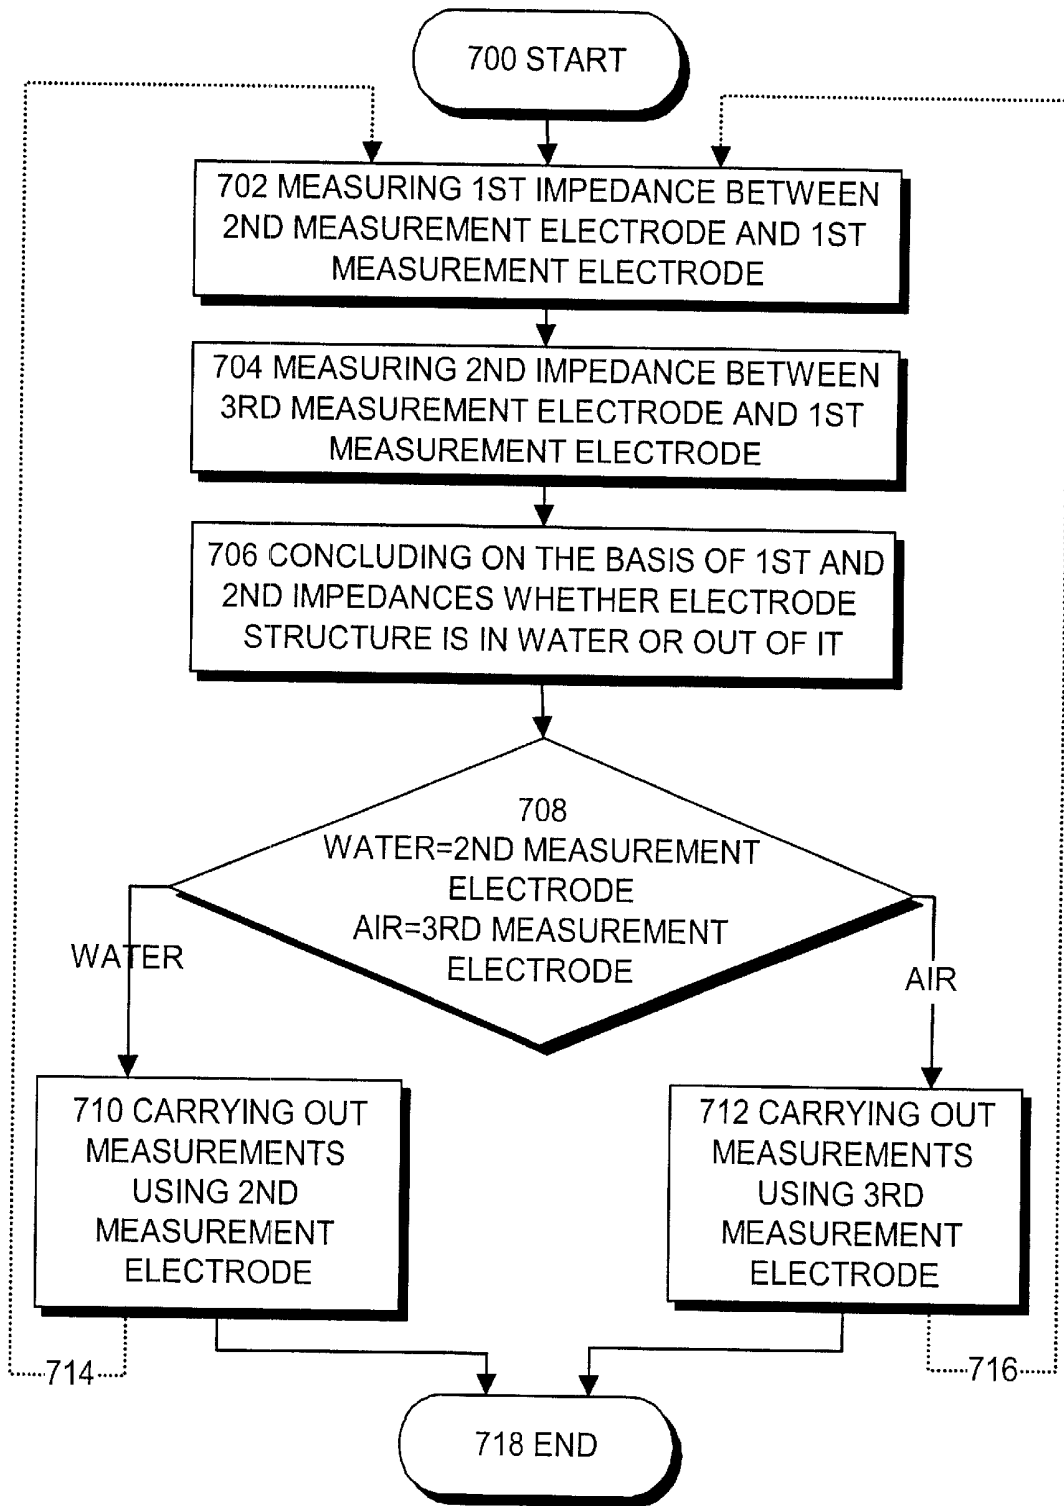 700 START
702 MEASURING 1ST IMPEDANCE BETWEEN
2ND MEASUREMENT ELECTRODE AND 1ST
MEASUREMENT ELECTRODE
704 MEASURING 2ND IMPEDANCE BETWEEN
3RD MEASUREMENT ELECTRODE AND 1ST
MEASUREMENT ELECTRODE
706 CONCLUDING ON THE BASIS OF 1ST AND
2ND IMPEDANCES WHETHER ELECTRODE
STRUCTURE IS IN WATER OR OUT OF IT
708
WATER=2ND MEASUREMENT
ELECTRODE
AIR=3RD MEASUREMENT
ELECTRODE
WATER
AIR
710 CARRYING OUT
MEASUREMENTS
USING 2ND
MEASUREMENT
ELECTRODE
712 CARRYING OUT
MEASUREMENTS
USING 3RD
MEASUREMENT
ELECTRODE
714
716
718 END